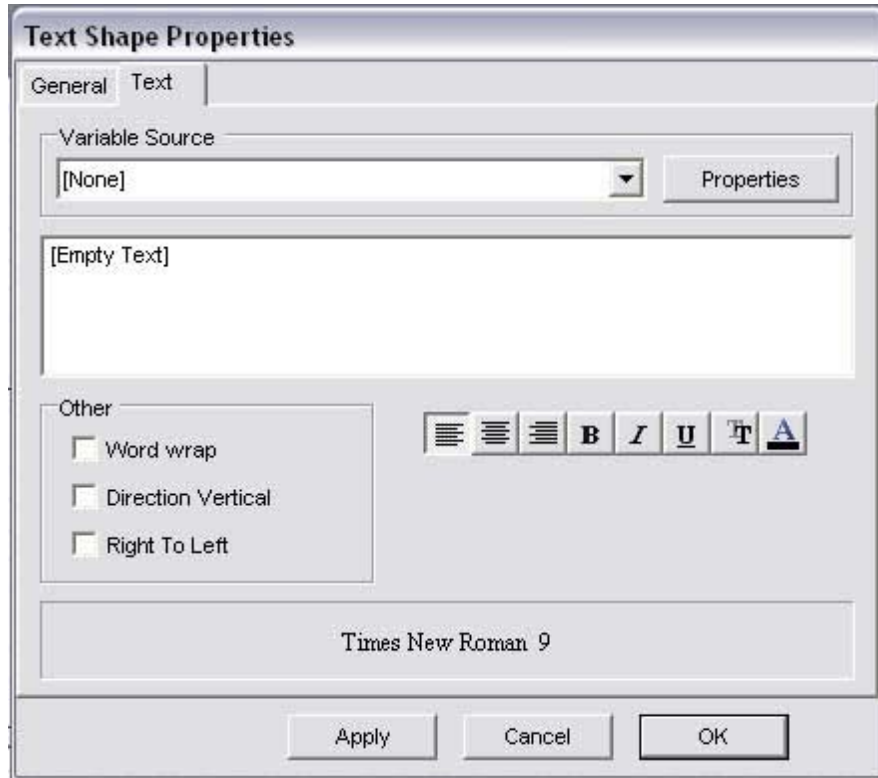 Text Shape Properties
General Text
Variable Source
[None] Properties
[Empty Text]
Other
Word wrap
Direction Vertical
Right To Left
B I U T A
Times New Roman 9
Apply Cancel OK